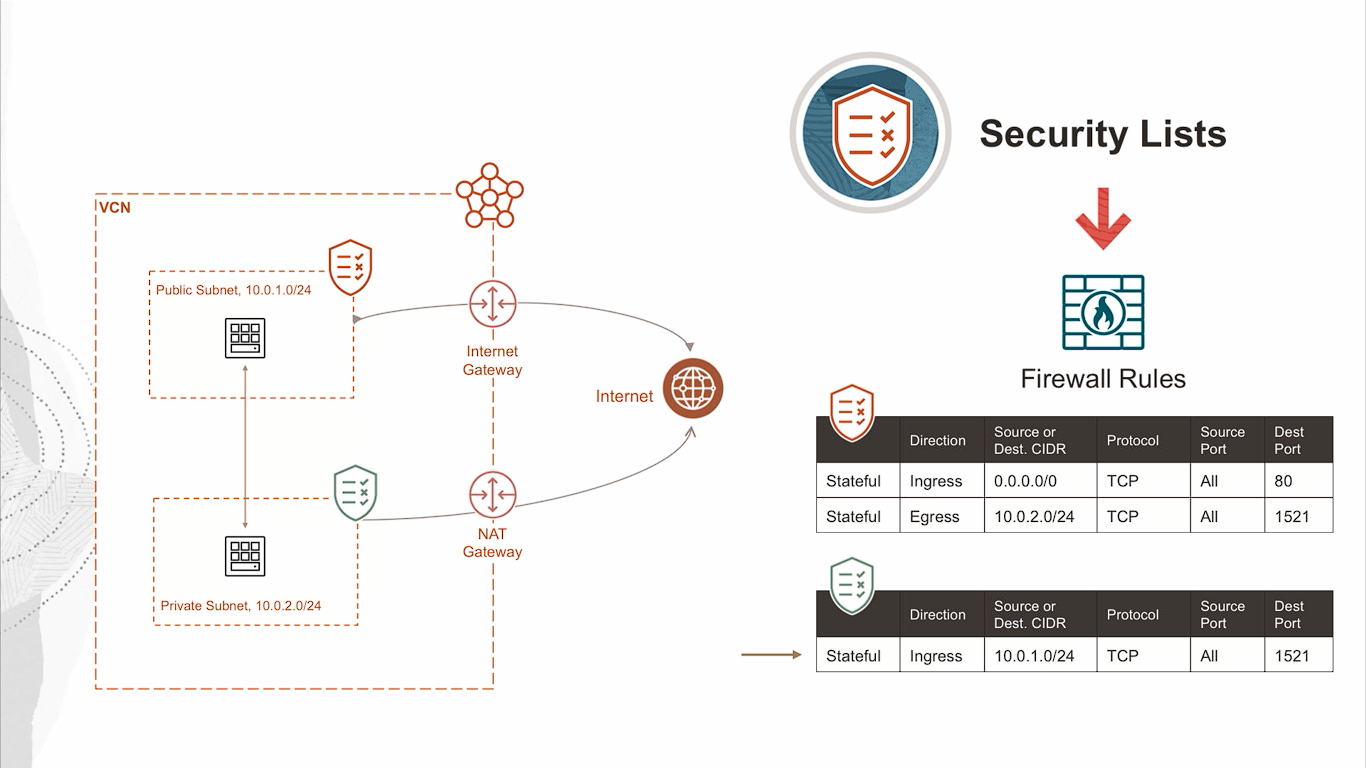 Security Lists
VCN
Public Subnet, 10.0.1.0/24
Internet
Gateway
Internet
NAT
Gateway
Private Subnet, 10.0.2.0/24
Firewall Rules
Direction Source or Dest. CIDR Protocol Source Port Dest Port
Stateful Ingress 0.0.0.0/0 TCP All 80
Stateful Egress 10.0.2.0/24 TCP All 1521
Direction Source or Dest. CIDR Protocol Source Port Dest Port
Stateful Ingress 10.0.1.0/24 TCP All 1521